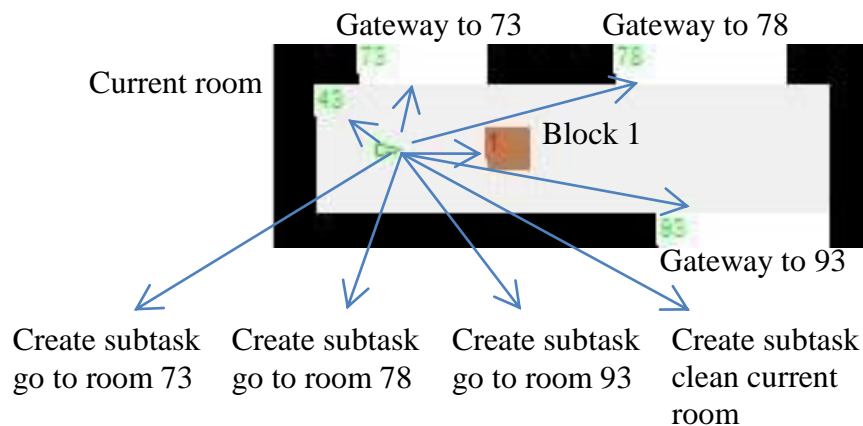 Gateway to 73
Gateway to 78
73
78
Current room
43
1
Block 1
93
Gateway to 93
Create subtask
go to room 73
Create subtask
go to room 78
Create subtask
go to room 93
Create subtask
clean current
room